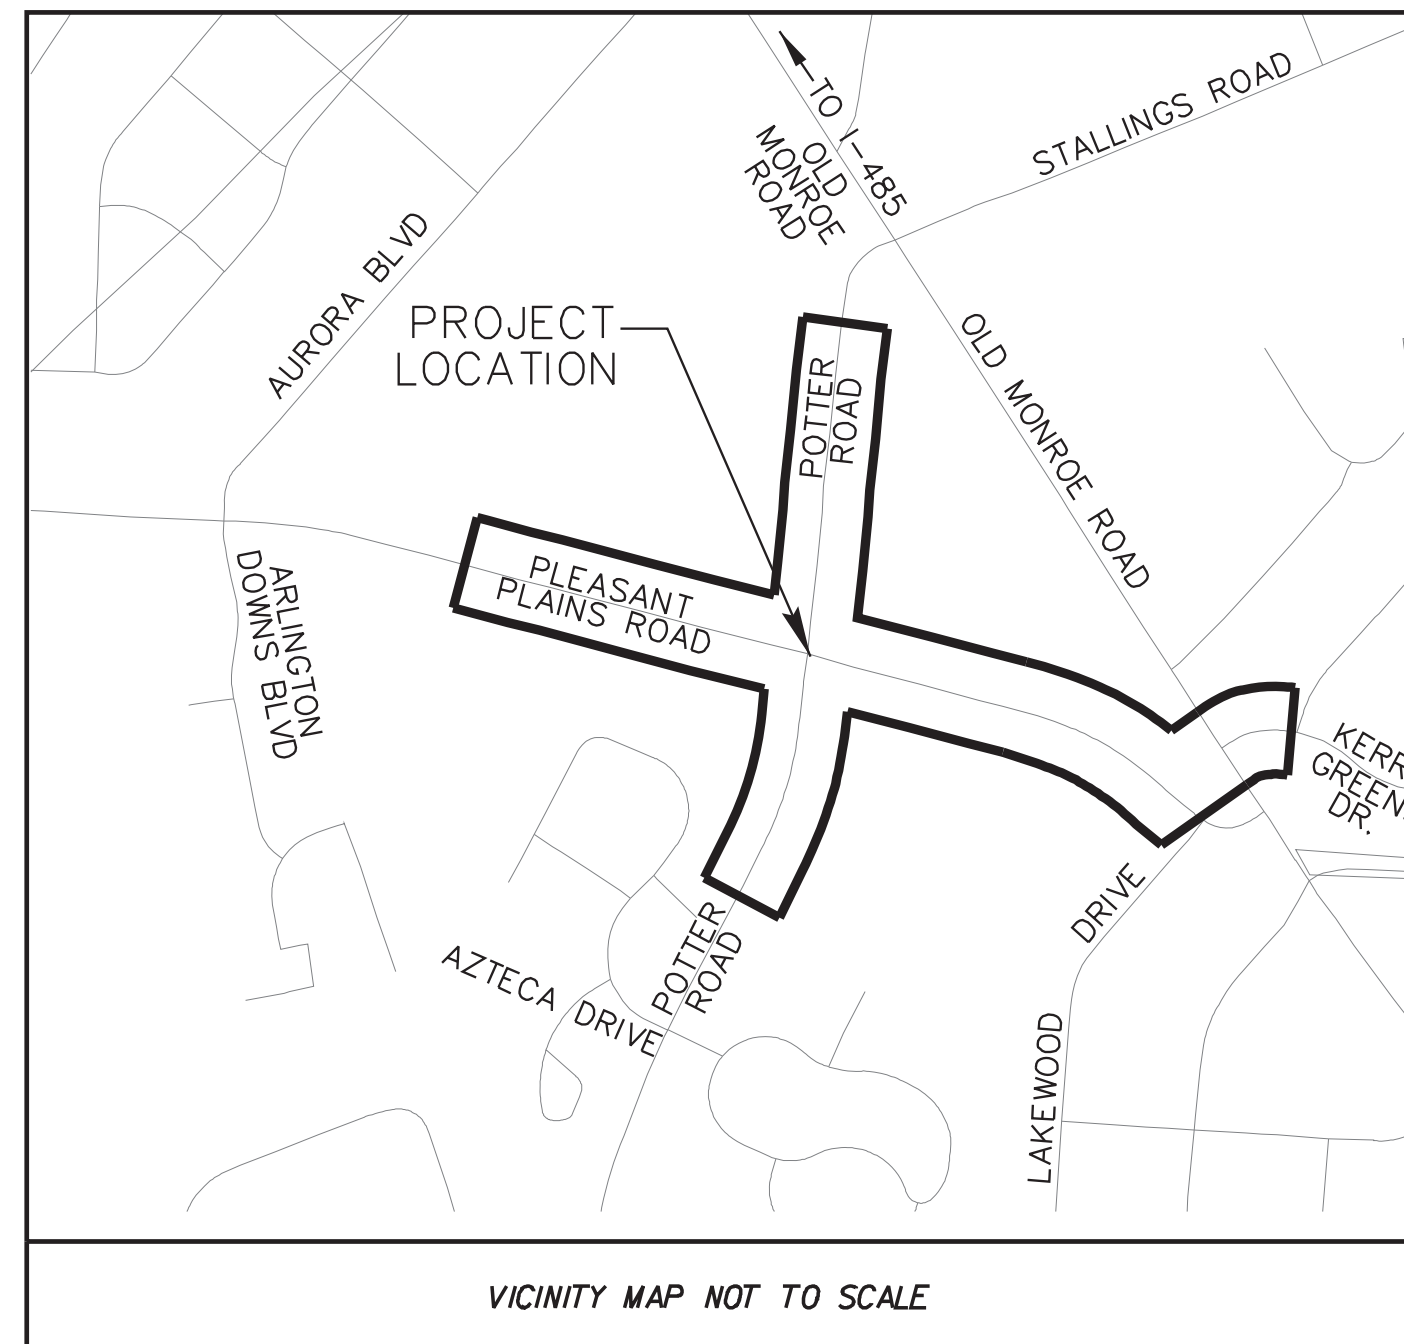 TO I-485
OLD
MONROE
ROAD
STALLINGS ROAD
AURORA BLVD
PROJECT
LOCATION
OLD MONROE ROAD
POTTER
ROAD
PLEASANT
PLAINS ROAD
ARLINGTON
DOWNS BLVD
KERR
GREEN
DR.
LAKEWOOD DRIVE
POTTER
ROAD
AZTECA DRIVE
VICINITY MAP NOT TO SCALE